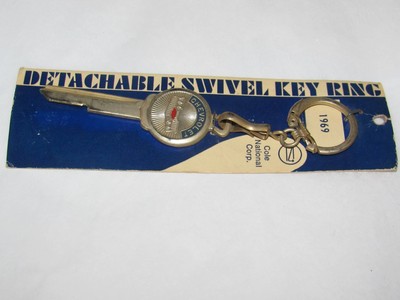 DETACHABLE SWIVEL KEY RING
CHEVROLET
1969
Cole
National
Corp.